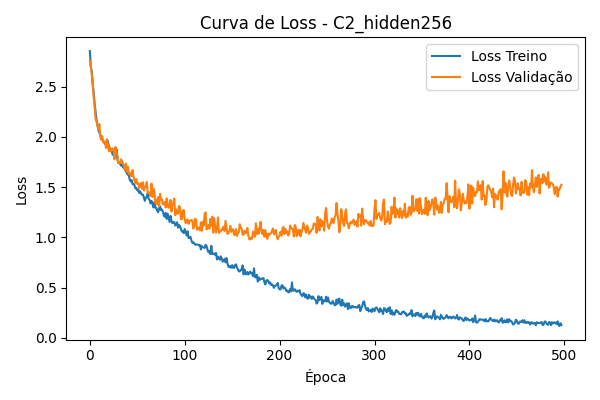 Curva de Loss - C2_hidden256
Loss Treino
Loss Validação
2.5
2.0
1.5
1.0
0.5
0.0
Loss
0 100 200 300 400 500
Época